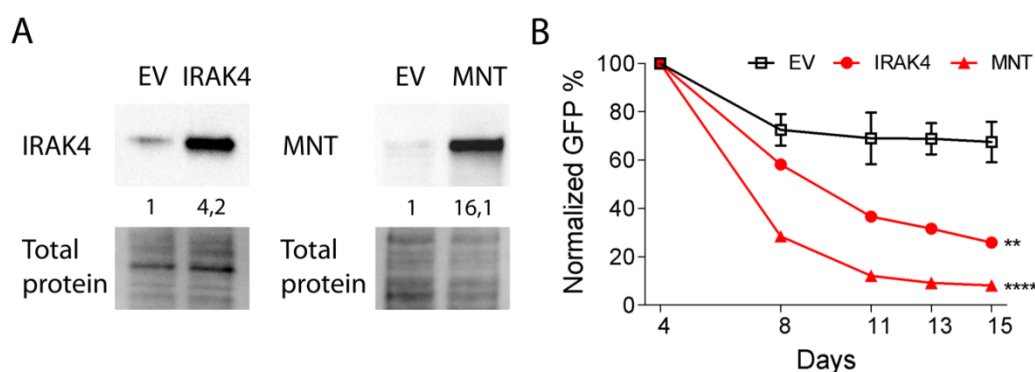 A
EV IRAK4
IRAK4
1 4,2
Total
protein
EV MNT
MNT
1 16,1
Total
protein
B
EV IRAK4 MNT
Normalized GFP %
100
80
60
40
20
0
**
****
4 8 11 13 15
Days